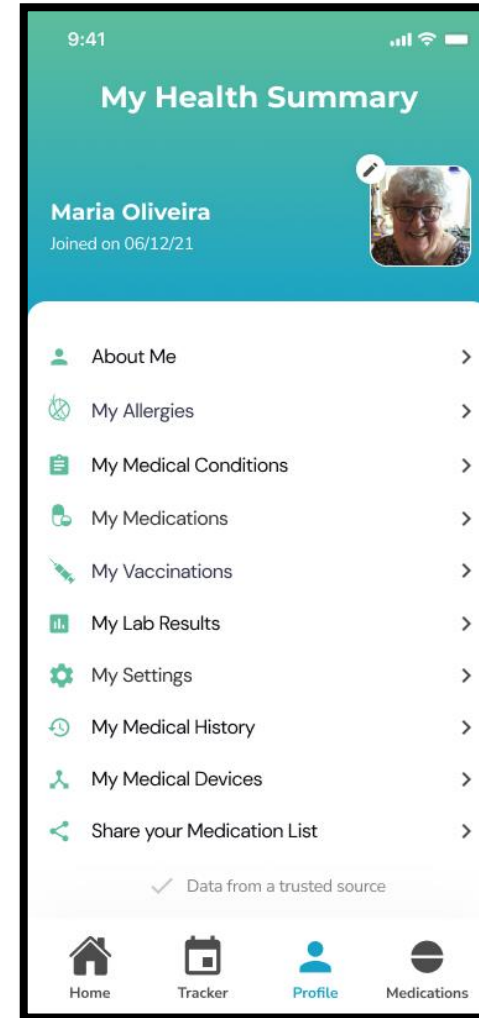 9:41
My Health Summary
Maria Oliveira
Joined on 06/12/21
About Me
My Allergies
My Medical Conditions
My Medications
My Vaccinations
My Lab Results
My Settings
My Medical History
My Medical Devices
Share your Medication List
Data from a trusted source
Home Tracker Profile Medications